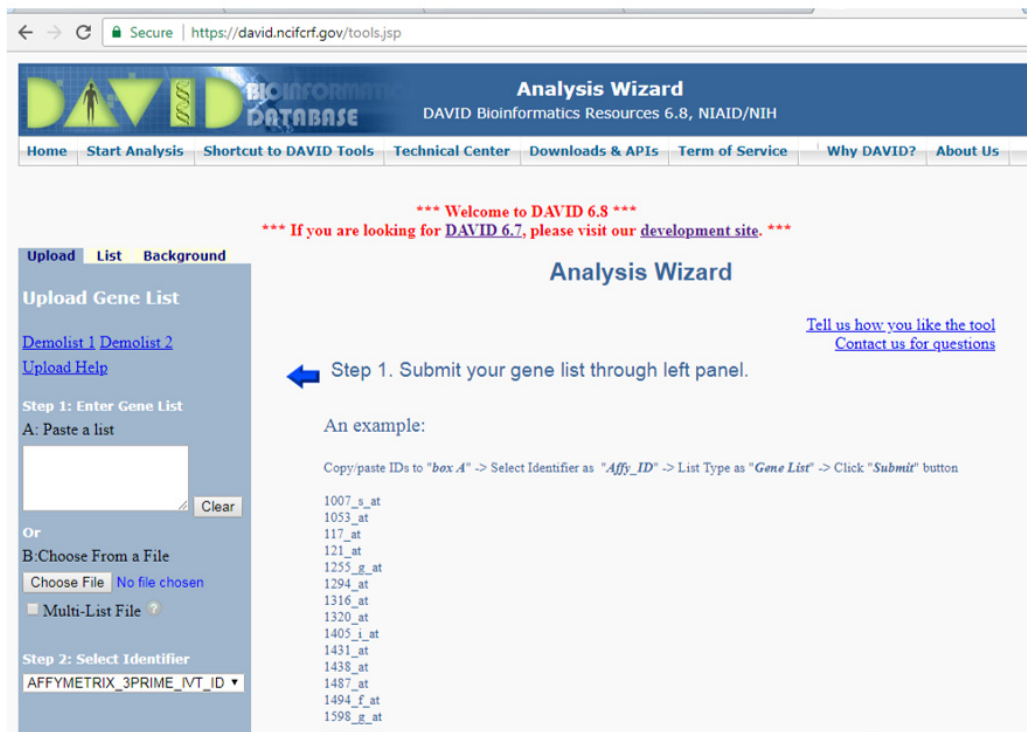 Secure | https://david.ncifcrf.gov/tools.jsp
DAVID BIOINFORMATICS DATABASE
Analysis Wizard
DAVID Bioinformatics Resources 6.8, NIAID/NIH
Home Start Analysis Shortcut to DAVID Tools Technical Center Downloads & APIs Term of Service Why DAVID? About Us
*** Welcome to DAVID 6.8 ***
*** If you are looking for DAVID 6.7, please visit our development site. ***
Upload List Background
Upload Gene List
Demolist 1 Demolist 2
Upload Help
Step 1: Enter Gene List
A: Paste a list
Clear
Or
B:Choose From a File
Choose File No file chosen
Multi-List File ?
Step 2: Select Identifier
AFFYMETRIX_3PRIME_IVT_ID
Analysis Wizard
Tell us how you like the tool
Contact us for questions
Step 1. Submit your gene list through left panel.
An example:
Copy/paste IDs to "box A" -> Select Identifier as "Affy_ID" -> List Type as "Gene List" -> Click "Submit" button
1007_s_at
1053_at
117_at
121_at
1255_g_at
1294_at
1316_at
1320_at
1405_i_at
1431_at
1438_at
1487_at
1494_f_at
1598_g_at